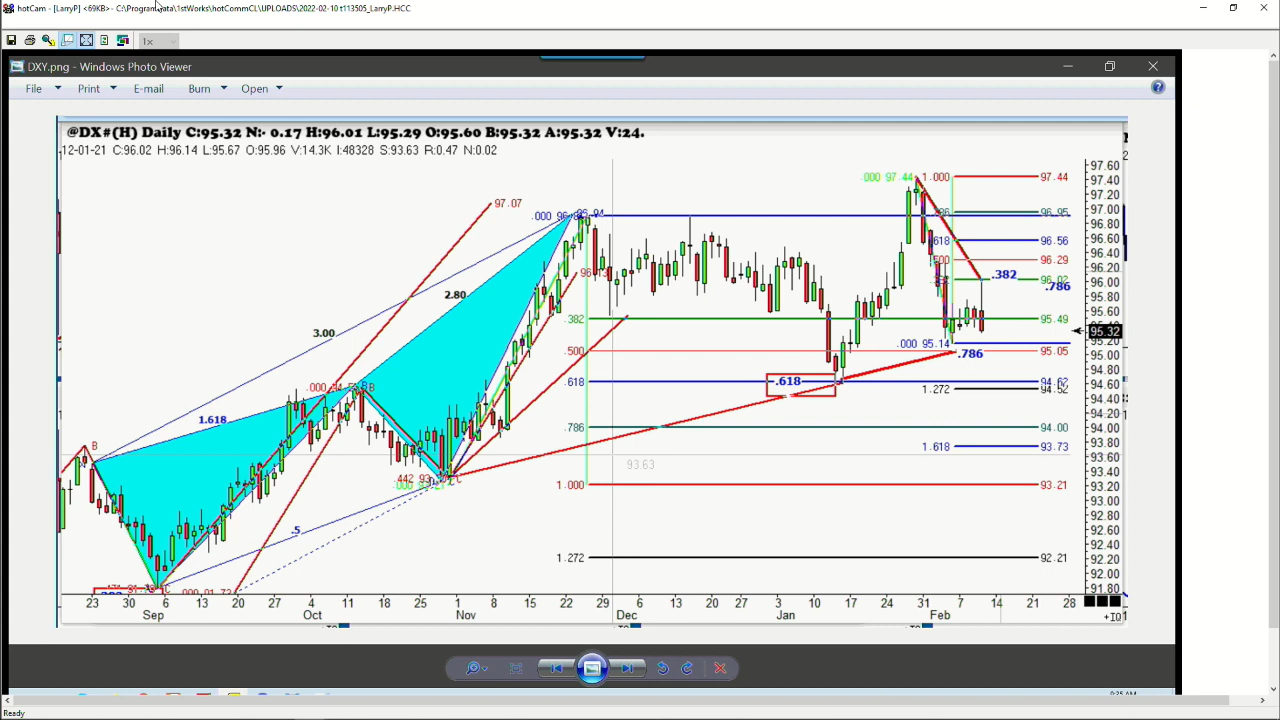 hotCam - [LarryP] <69KB>- C:\ProgramData\1stWorks\hotCommCL\UPLOADS\2022-02-10 t113505_LarryP.HCC
1x
DXY.png - Windows Photo Viewer
File Print E-mail Burn Open
@DX#(H) Daily C:95.32 N:- 0.17 H:96.01 L:95.29 O:95.60 B:95.32 A:95.32 V:24.
12-01-21 C:96.02 H:96.14 L:95.67 O:95.96 V:14.3K I:48328 S:93.63 R:0.47 N:0.02
97.60
.000 97.44 1.000 97.44 97.40
97.07 97.20
96.95 97.00
96.80
.618 96.56 96.60
96.29 96.40
96.20
.382 96.02 96.00
.786 95.80
2.80 95.60
.382 95.49
3.00 95.32
.000 95.14 95.20
.500 .786 95.05 95.00
94.80
.618 .618 94.62 94.60
B 1.272 94.52 94.40
1.618 94.20
.786 94.00 94.00
B 1.618 93.73 93.80
93.63 93.60
93.40
1.000 93.21 93.20
93.00
92.80
.5 92.60
92.40
1.272 92.21 92.20
92.00
91.80
23 30 6 13 20 27 4 11 18 25 1 8 15 22 29 6 13 20 27 3 10 17 24 31 7 14 21 28
Sep Oct Nov Dec Jan Feb
Ready